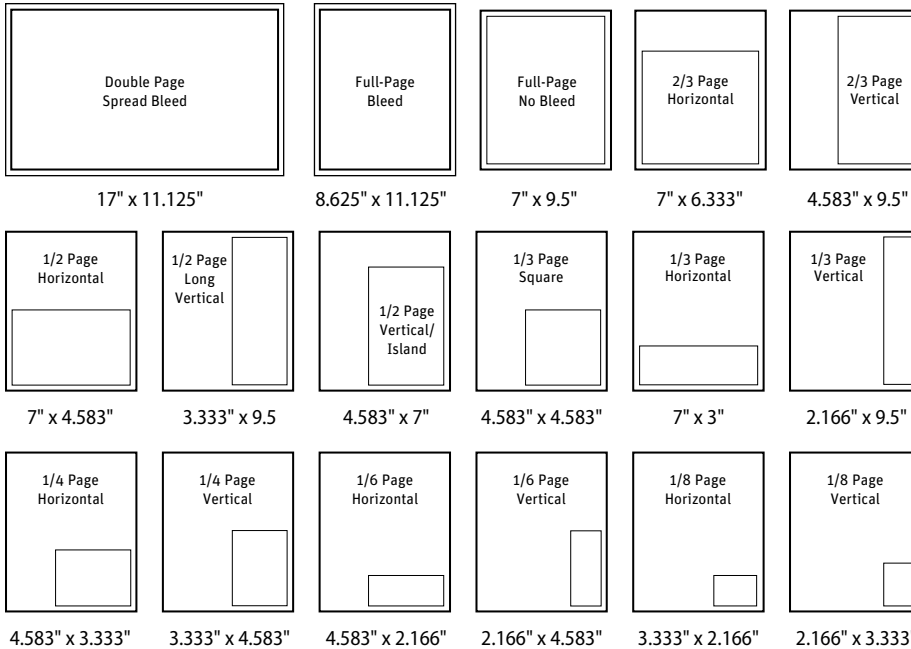 Double Page
Spread Bleed
17" x 11.125"
Full-Page
Bleed
8.625" x 11.125"
Full-Page
No Bleed
7" x 9.5"
2/3 Page
Horizontal
7" x 6.333"
2/3 Page
Vertical
4.583" x 9.5"
1/2 Page
Horizontal
7" x 4.583"
1/2 Page
Long
Vertical
3.333" x 9.5
1/2 Page
Vertical/
Island
4.583" x 7"
1/3 Page
Square
4.583" x 4.583"
1/3 Page
Horizontal
7" x 3"
1/3 Page
Vertical
2.166" x 9.5"
1/4 Page
Horizontal
4.583" x 3.333"
1/4 Page
Vertical
3.333" x 4.583"
1/6 Page
Horizontal
4.583" x 2.166"
1/6 Page
Vertical
2.166" x 4.583"
1/8 Page
Horizontal
3.333" x 2.166"
1/8 Page
Vertical
2.166" x 3.333